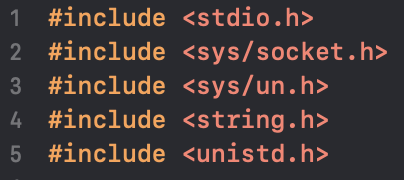 1 #include <stdio.h>
2 #include <sys/socket.h>
3 #include <sys/un.h>
4 #include <string.h>
5 #include <unistd.h>